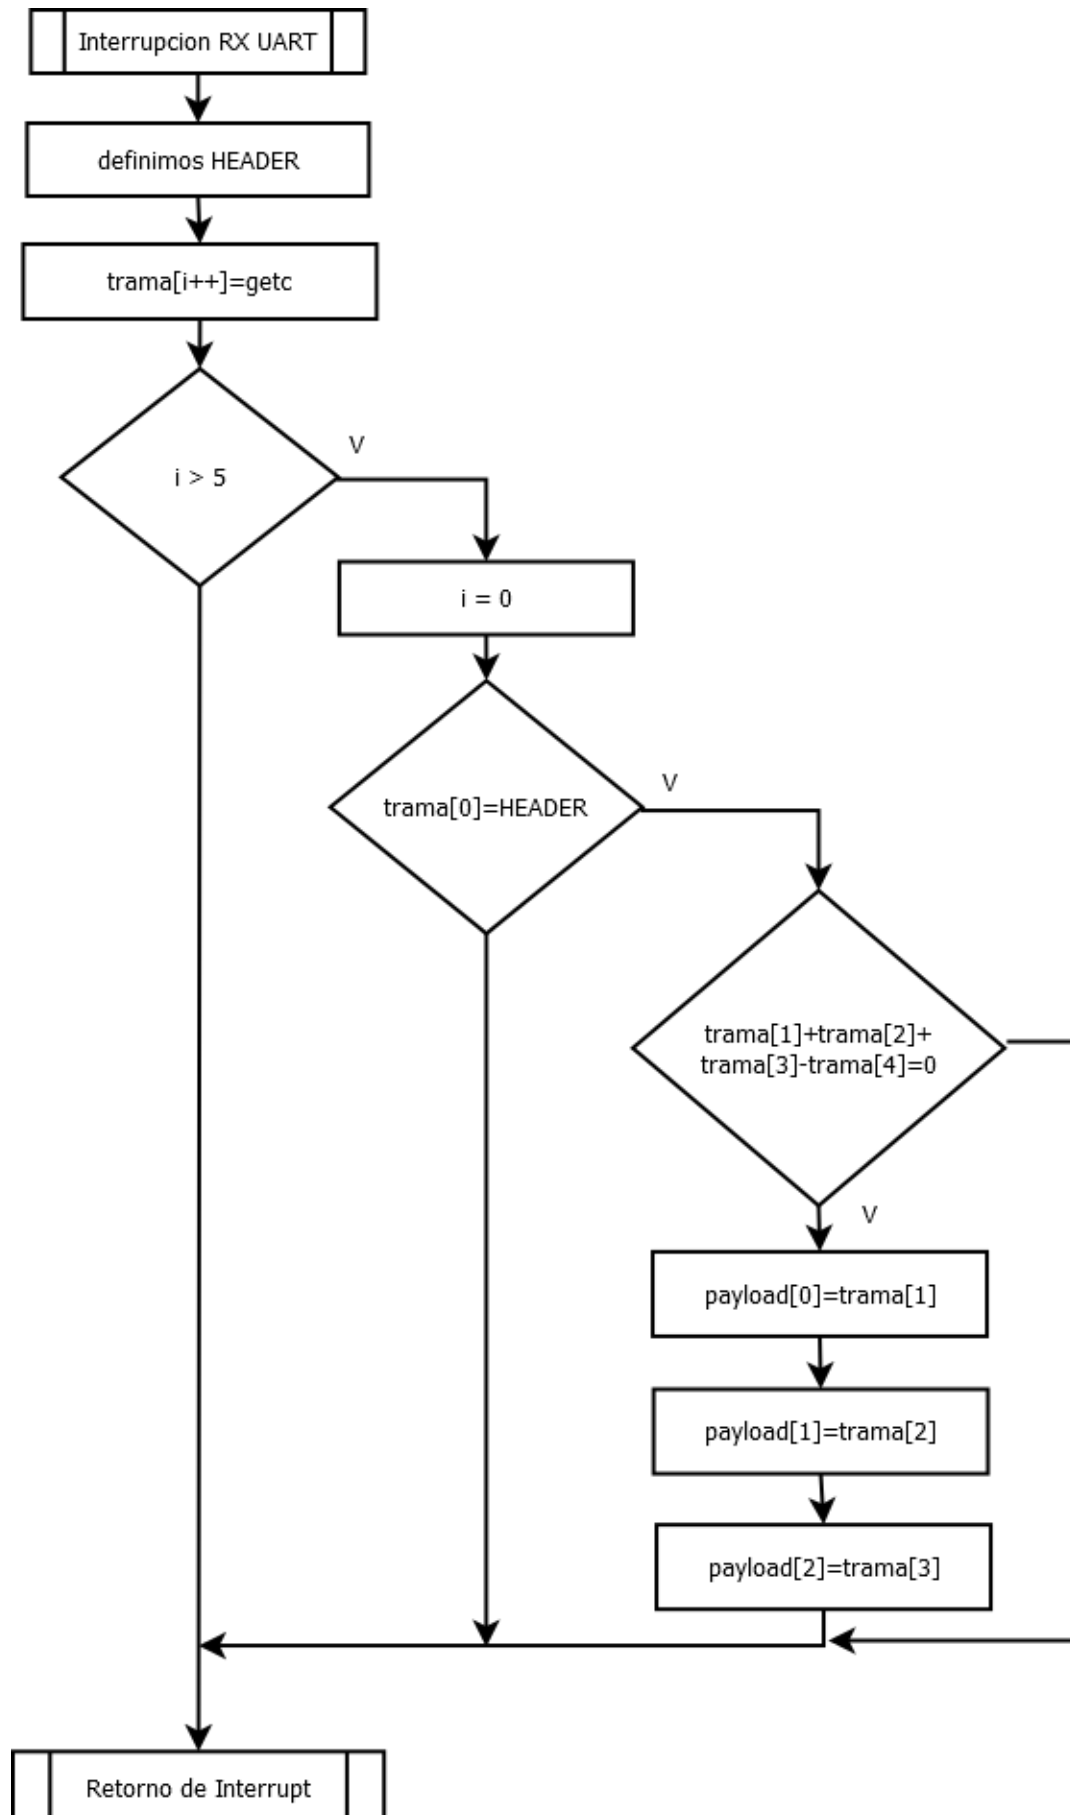 Interrupcion RX UART
definimos HEADER
trama[i++]=getc
V
i > 5
i = 0
V
trama[0]=HEADER
trama[1]+trama[2]+
trama[3]-trama[4]=0
V
payload[0]=trama[1]
payload[1]=trama[2]
payload[2]=trama[3]
Retorno de Interrupt